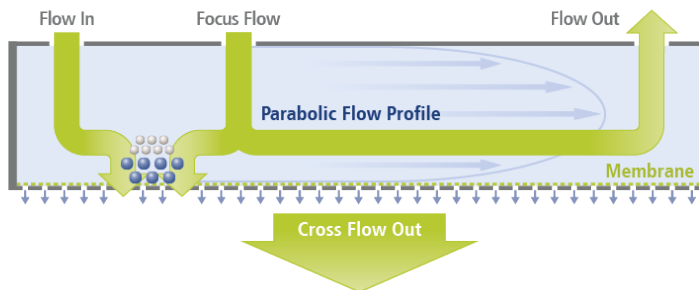 Flow In
Focus Flow
Flow Out
Parabolic Flow Profile
Membrane
Cross Flow Out